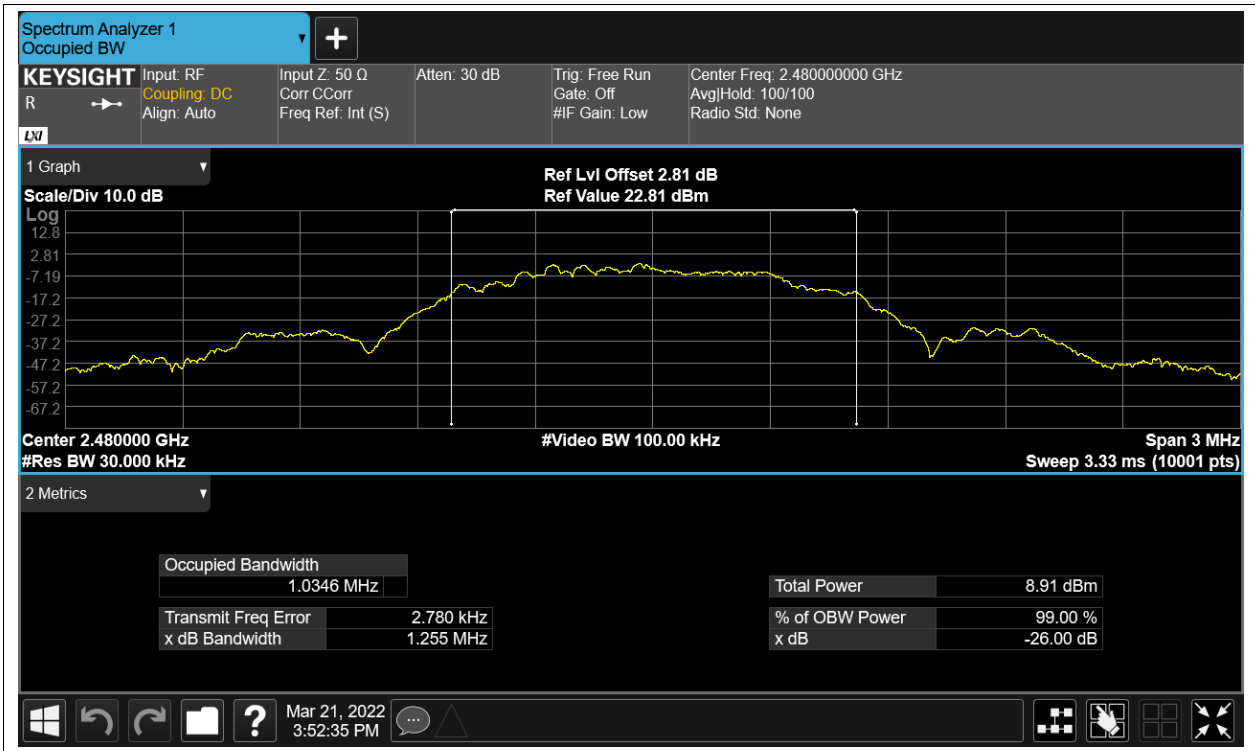 Spectrum Analyzer 1
Occupied BW
KEYSIGHT
R
LXI
Input: RF
Coupling: DC
Align: Auto
Input Z: 50 Ω
Corr CCorr
Freq Ref: Int (S)
Atten: 30 dB
Trig: Free Run
Gate: Off
#IF Gain: Low
Center Freq: 2.480000000 GHz
Avg|Hold: 100/100
Radio Std: None
1 Graph
Scale/Div 10.0 dB
Ref Lvl Offset 2.81 dB
Ref Value 22.81 dBm
Log
12.8
2.81
-7.19
-17.2
-27.2
-37.2
-47.2
-57.2
-67.2
Center 2.480000 GHz
#Video BW 100.00 kHz
Span 3 MHz
#Res BW 30.000 kHz
Sweep 3.33 ms (10001 pts)
2 Metrics
Occupied Bandwidth
1.0346 MHz
Total Power 8.91 dBm
Transmit Freq Error 2.780 kHz
% of OBW Power 99.00 %
x dB Bandwidth 1.255 MHz
x dB -26.00 dB
?
Mar 21, 2022
3:52:35 PM